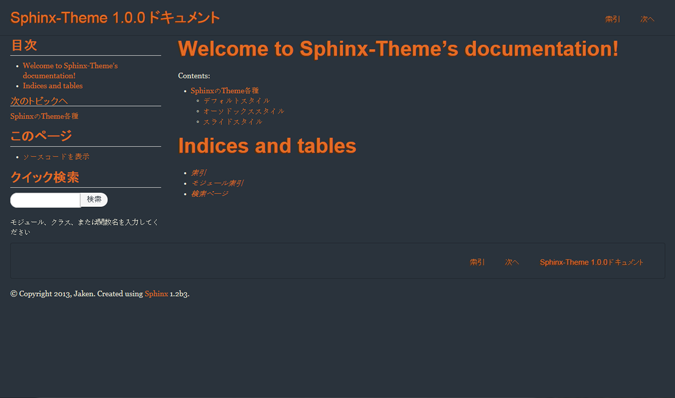 Sphinx-Theme 1.0.0 ドキュメント
索引 次へ
目次
Welcome to Sphinx-Theme's
documentation!
Indices and tables
次のトピックへ
SphinxのTheme各種
このページ
ソースコードを表示
クイック検索
検索
モジュール、クラス、または関数名を入力してく
ださい
Welcome to Sphinx-Theme's documentation!
Contents:
SphinxのTheme各種
デフォルトスタイル
オーソドックススタイル
スライドスタイル
Indices and tables
索引
モジュール索引
検索ページ
索引 次へ Sphinx-Theme 1.0.0ドキュメント
© Copyright 2013, Jaken. Created using Sphinx 1.2b3.